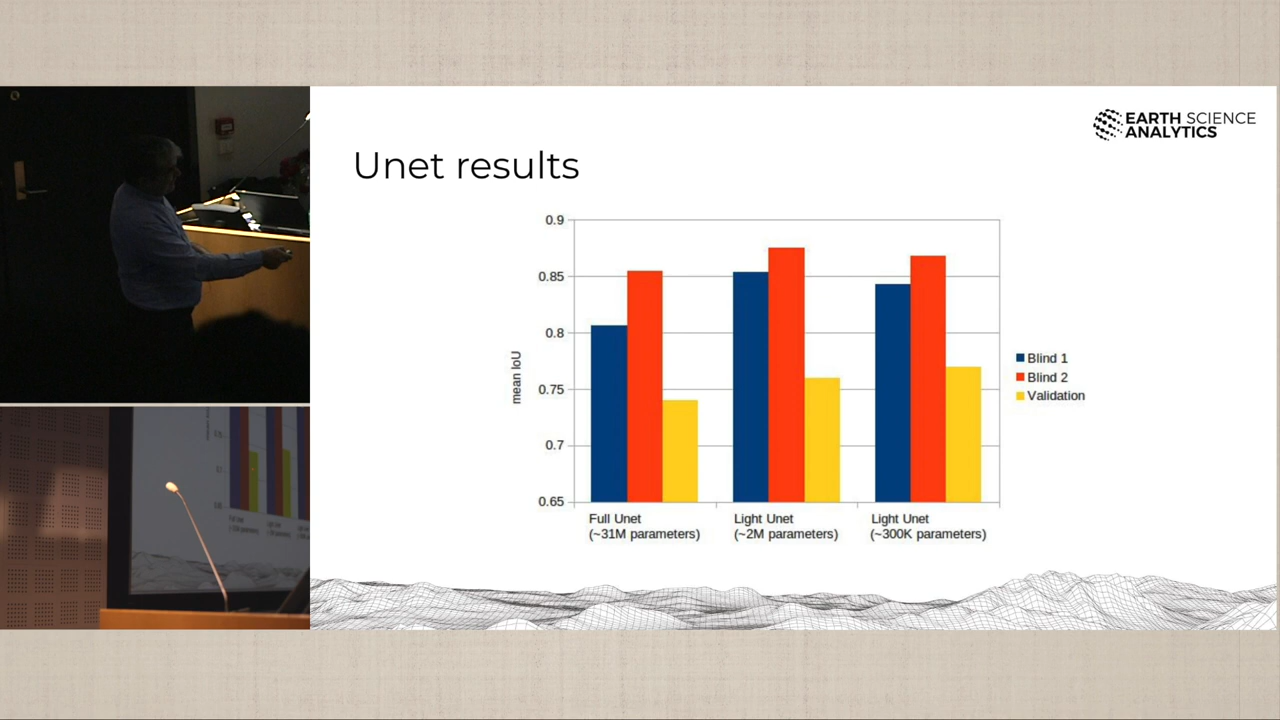 EARTH SCIENCE
ANALYTICS
Unet results
0.9
0.85
0.8
0.75
0.7
0.65
mean IoU
Blind 1
Blind 2
Validation
Full Unet
(~31M parameters)
Light Unet
(~2M parameters)
Light Unet
(~300K parameters)